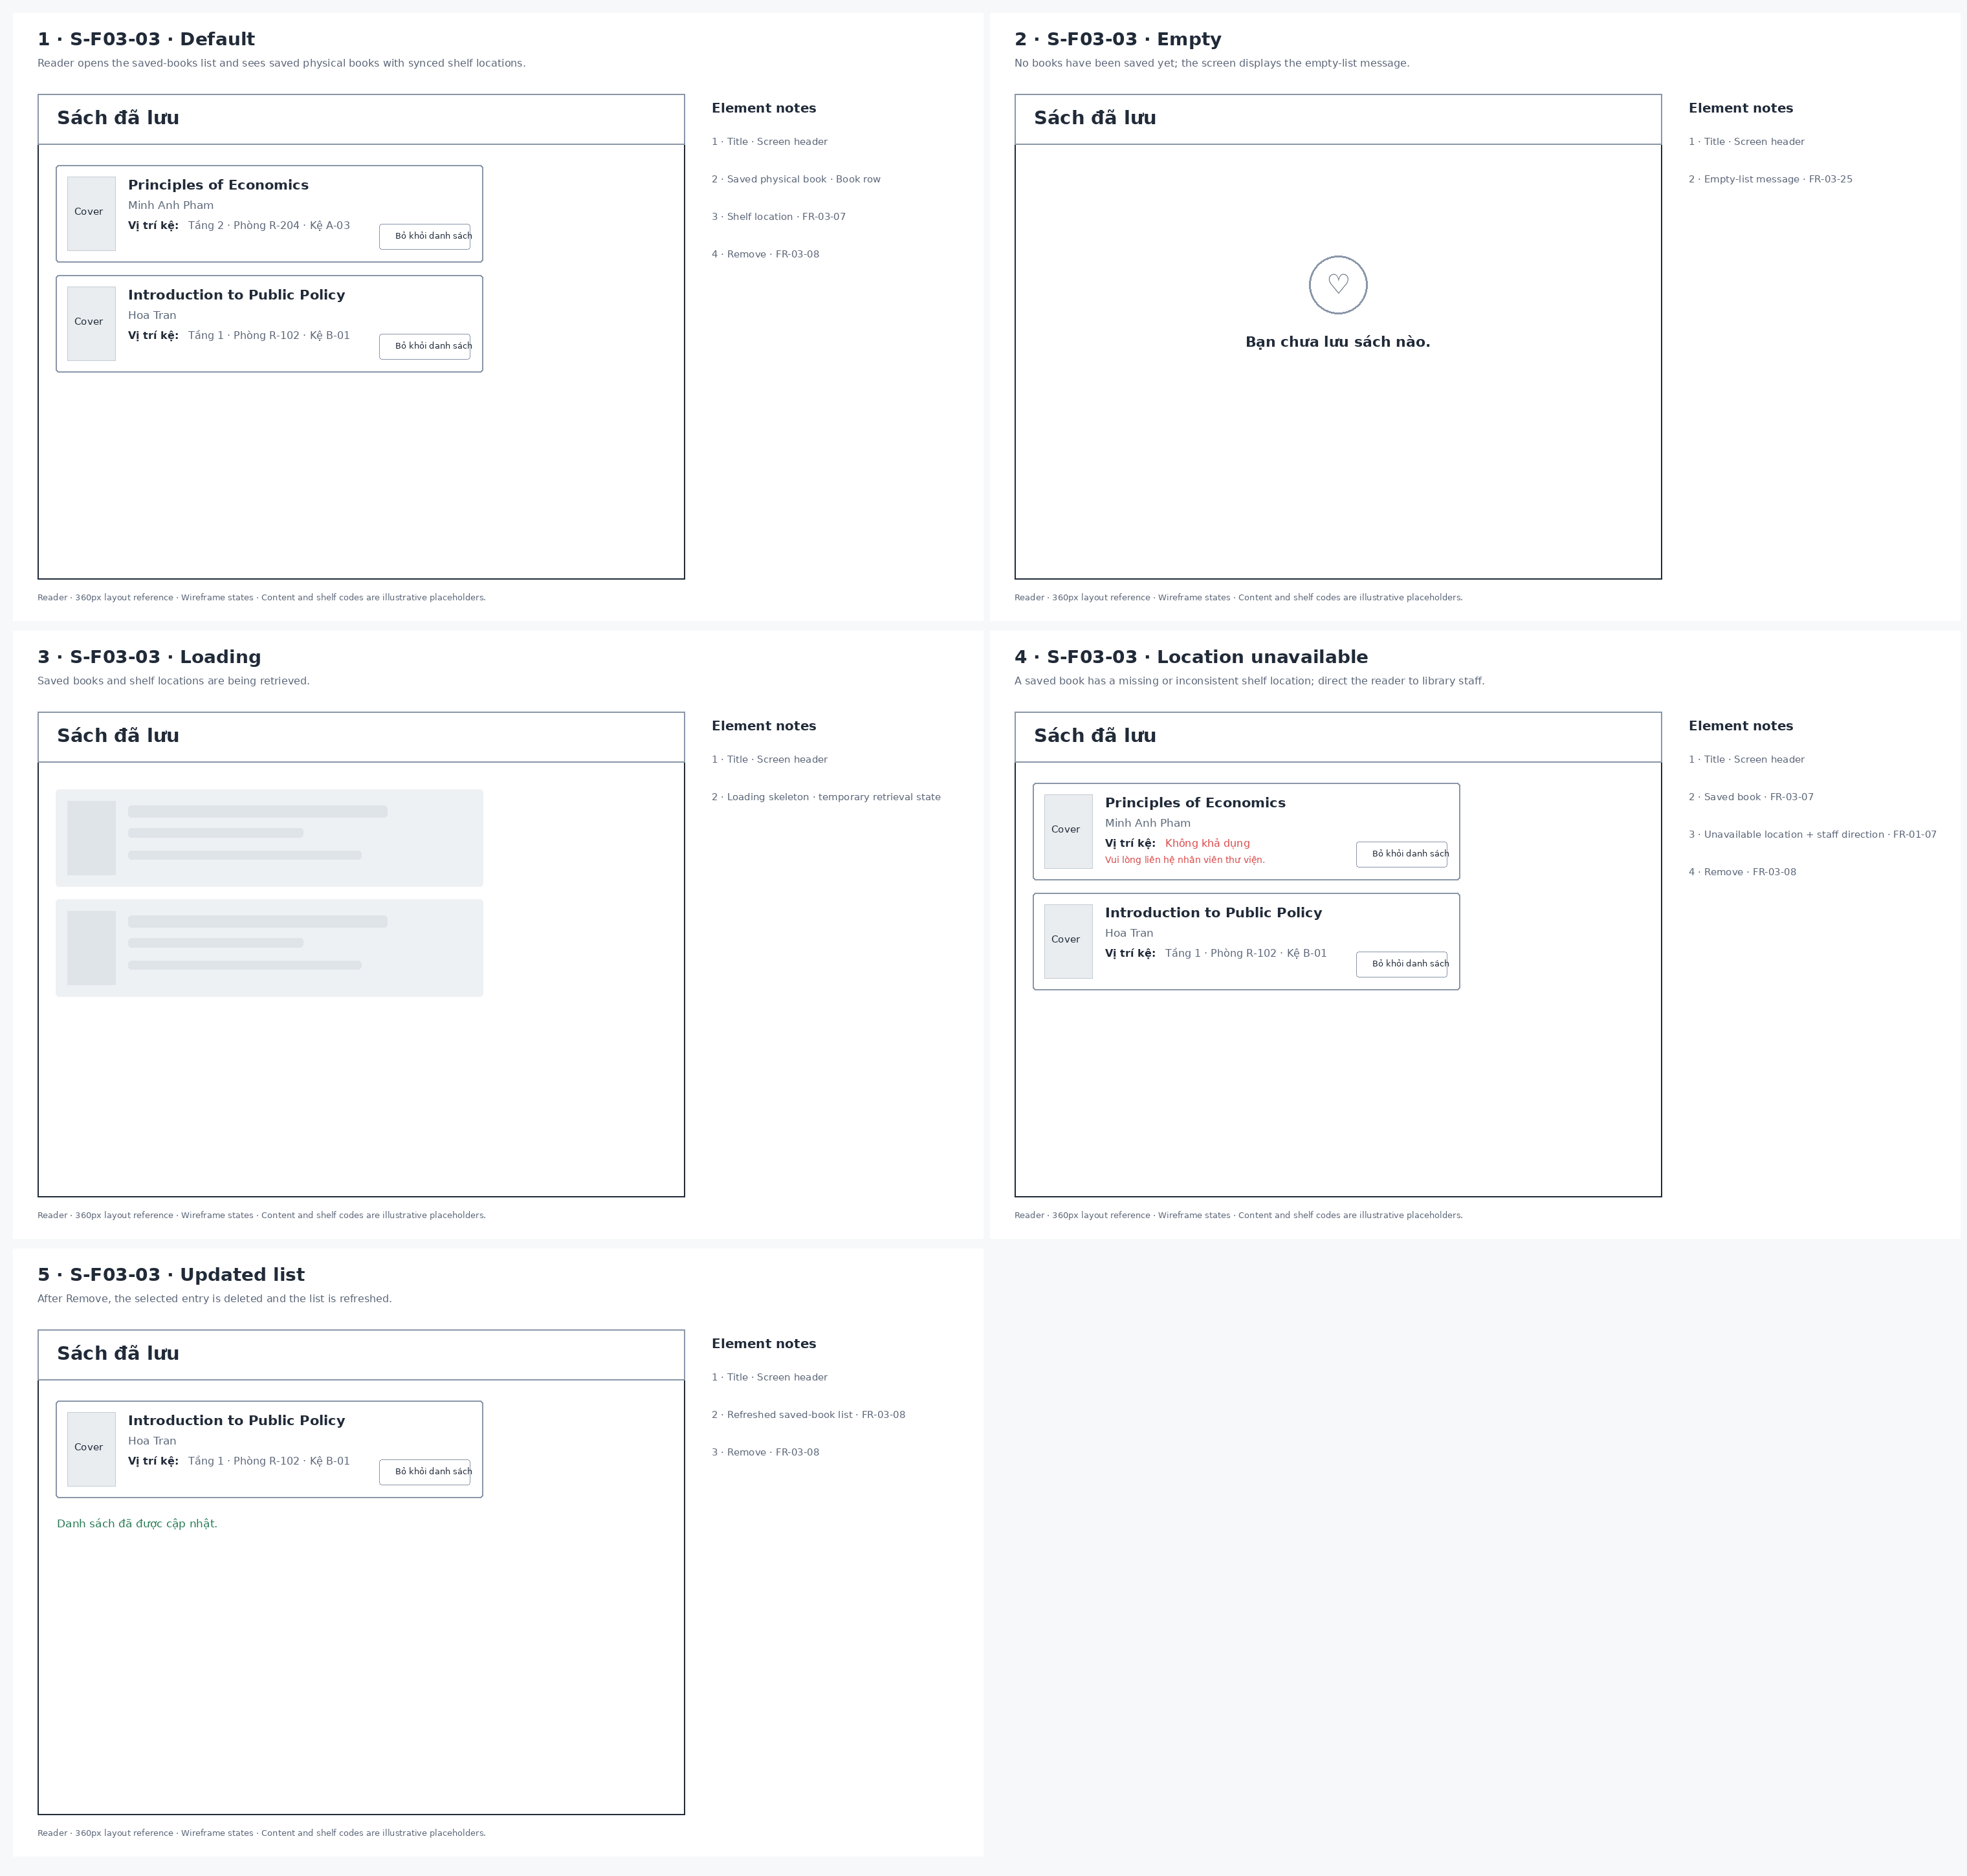 1 · S-F03-03 · Default
Reader opens the saved-books list and sees saved physical books with synced shelf locations.
Sách đã lưu
Cover
Principles of Economics
Minh Anh Pham
Vị trí kệ: Tầng 2 · Phòng R-204 · Kệ A-03
Bỏ khỏi danh sách
Cover
Introduction to Public Policy
Hoa Tran
Vị trí kệ: Tầng 1 · Phòng R-102 · Kệ B-01
Bỏ khỏi danh sách
Element notes
1 · Title · Screen header
2 · Saved physical book · Book row
3 · Shelf location · FR-03-07
4 · Remove · FR-03-08
Reader · 360px layout reference · Wireframe states · Content and shelf codes are illustrative placeholders.
2 · S-F03-03 · Empty
No books have been saved yet; the screen displays the empty-list message.
Sách đã lưu
♡
Bạn chưa lưu sách nào.
Element notes
1 · Title · Screen header
2 · Empty-list message · FR-03-25
Reader · 360px layout reference · Wireframe states · Content and shelf codes are illustrative placeholders.
3 · S-F03-03 · Loading
Saved books and shelf locations are being retrieved.
Sách đã lưu
Element notes
1 · Title · Screen header
2 · Loading skeleton · temporary retrieval state
Reader · 360px layout reference · Wireframe states · Content and shelf codes are illustrative placeholders.
4 · S-F03-03 · Location unavailable
A saved book has a missing or inconsistent shelf location; direct the reader to library staff.
Sách đã lưu
Cover
Principles of Economics
Minh Anh Pham
Vị trí kệ: Không khả dụng
Vui lòng liên hệ nhân viên thư viện.
Bỏ khỏi danh sách
Cover
Introduction to Public Policy
Hoa Tran
Vị trí kệ: Tầng 1 · Phòng R-102 · Kệ B-01
Bỏ khỏi danh sách
Element notes
1 · Title · Screen header
2 · Saved book · FR-03-07
3 · Unavailable location + staff direction · FR-01-07
4 · Remove · FR-03-08
Reader · 360px layout reference · Wireframe states · Content and shelf codes are illustrative placeholders.
5 · S-F03-03 · Updated list
After Remove, the selected entry is deleted and the list is refreshed.
Sách đã lưu
Cover
Introduction to Public Policy
Hoa Tran
Vị trí kệ: Tầng 1 · Phòng R-102 · Kệ B-01
Bỏ khỏi danh sách
Danh sách đã được cập nhật.
Element notes
1 · Title · Screen header
2 · Refreshed saved-book list · FR-03-08
3 · Remove · FR-03-08
Reader · 360px layout reference · Wireframe states · Content and shelf codes are illustrative placeholders.